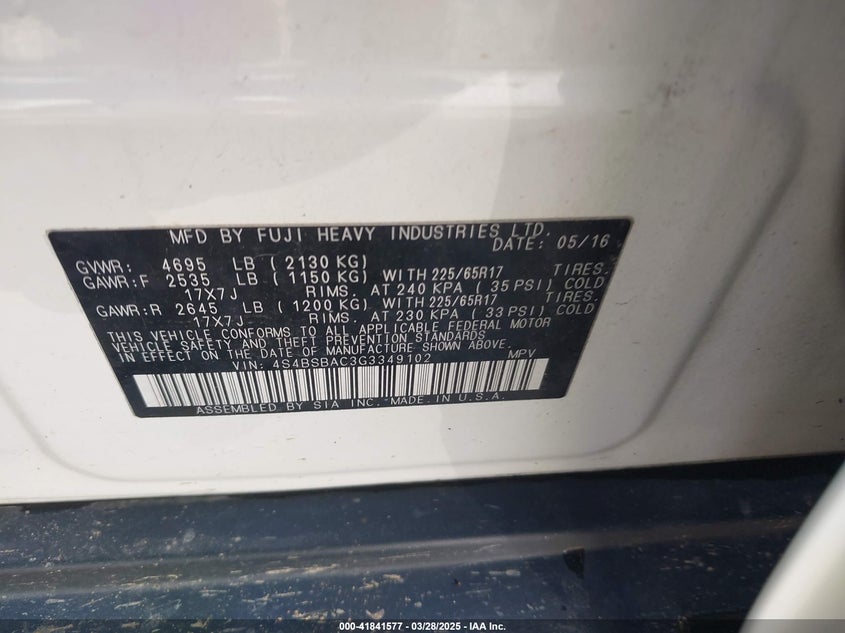 MFD BY FUJI HEAVY INDUSTRIES LTD.
DATE: 05/16
GVWR: 4695 LB ( 2130 KG)
GAWR:F 2535 LB ( 1150 KG) WITH 225/65R17 TIRES.
17X7J RIMS. AT 240 KPA ( 35 PSI) COLD
GAWR:R 2645 LB ( 1200 KG) WITH 225/65R17 TIRES.
17X7J RIMS. AT 230 KPA ( 33 PSI) COLD
THIS VEHICLE CONFORMS TO ALL APPLICABLE FEDERAL MOTOR
VEHICLE SAFETY AND THEFT PREVENTION STANDARDS
IN EFFECT ON THE DATE OF MANUFACTURE SHOWN ABOVE.
VIN: 4S4BSBAC3G3349102 MPV
ASSEMBLED BY SIA INC. MADE IN U.S.A.
000-41841577 — 03/28/2025 - IAA Inc.